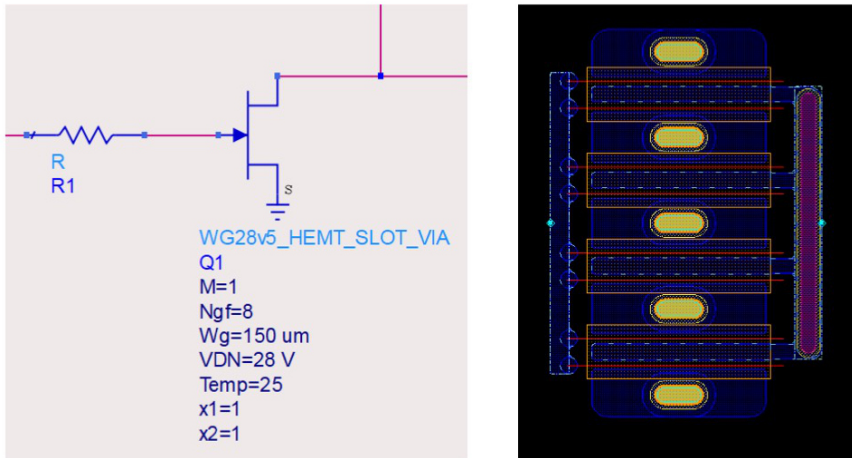 R
R1
S
WG28v5_HEMT_SLOT_VIA
Q1
M=1
Ngf=8
Wg=150 um
VDN=28 V
Temp=25
x1=1
x2=1